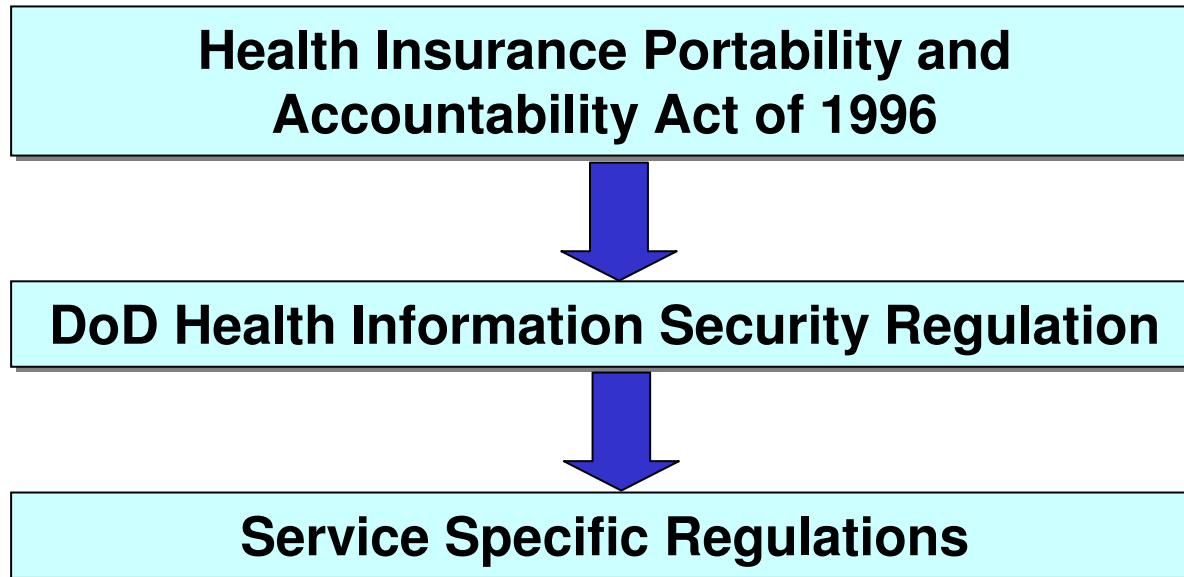 Health Insurance Portability and
Accountability Act of 1996
DoD Health Information Security Regulation
Service Specific Regulations